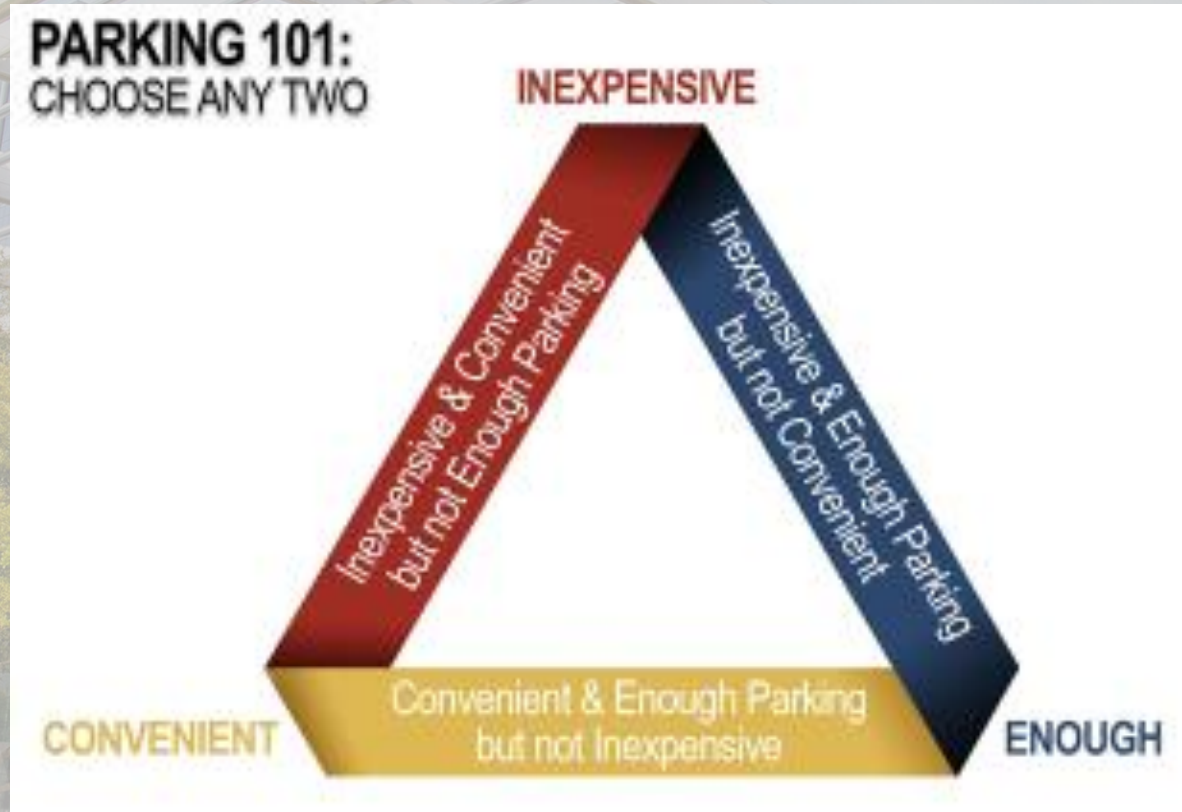 PARKING 101:
CHOOSE ANY TWO
INEXPENSIVE
Inexpensive & Convenient
but not Enough Parking
Inexpensive & Enough Parking
but not Convenient
Convenient & Enough Parking
but not Inexpensive
CONVENIENT
ENOUGH